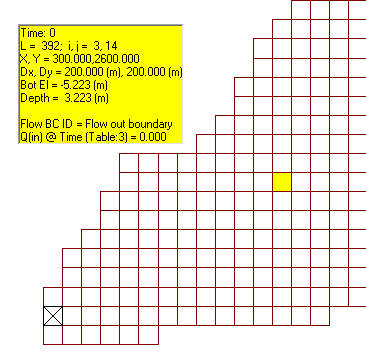 Time: 0
L = 392; i, j = 3, 14
X, Y = 300.000,2600.000
Dx, Dy = 200.000 (m), 200.000 (m)
Bot El = -5.223 (m)
Depth = 3.223 (m)
Flow BC ID = Flow out boundary
Q(in) @ Time (Table:3) = 0.000